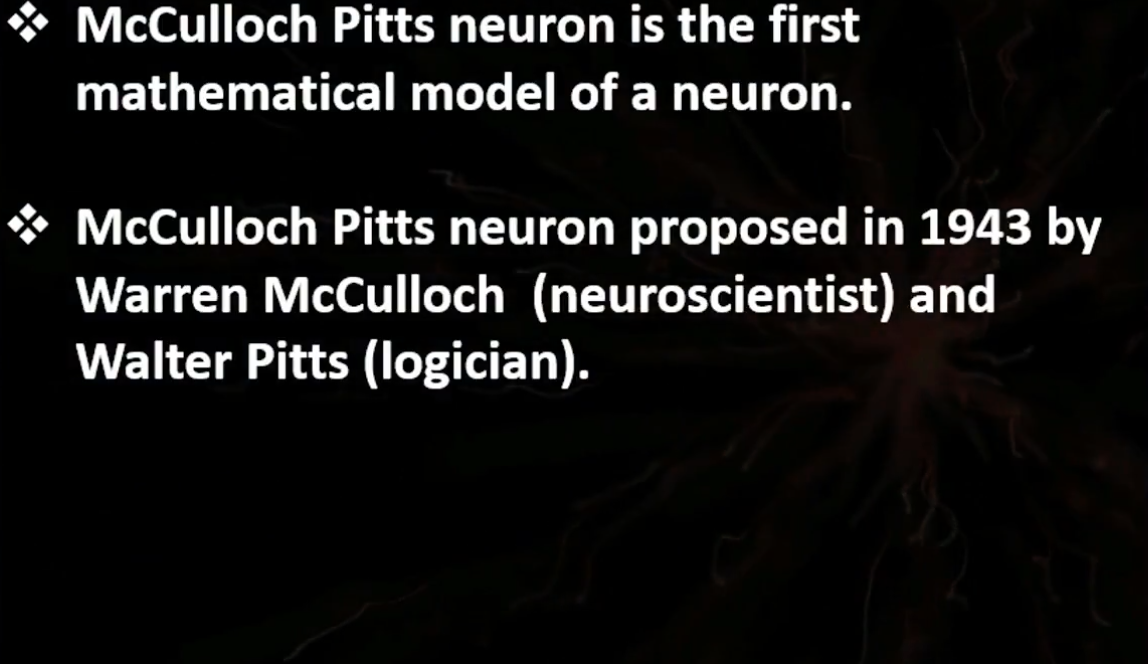 ❖ McCulloch Pitts neuron is the first
mathematical model of a neuron.
❖ McCulloch Pitts neuron proposed in 1943 by
Warren McCulloch  (neuroscientist) and
Walter Pitts (logician).